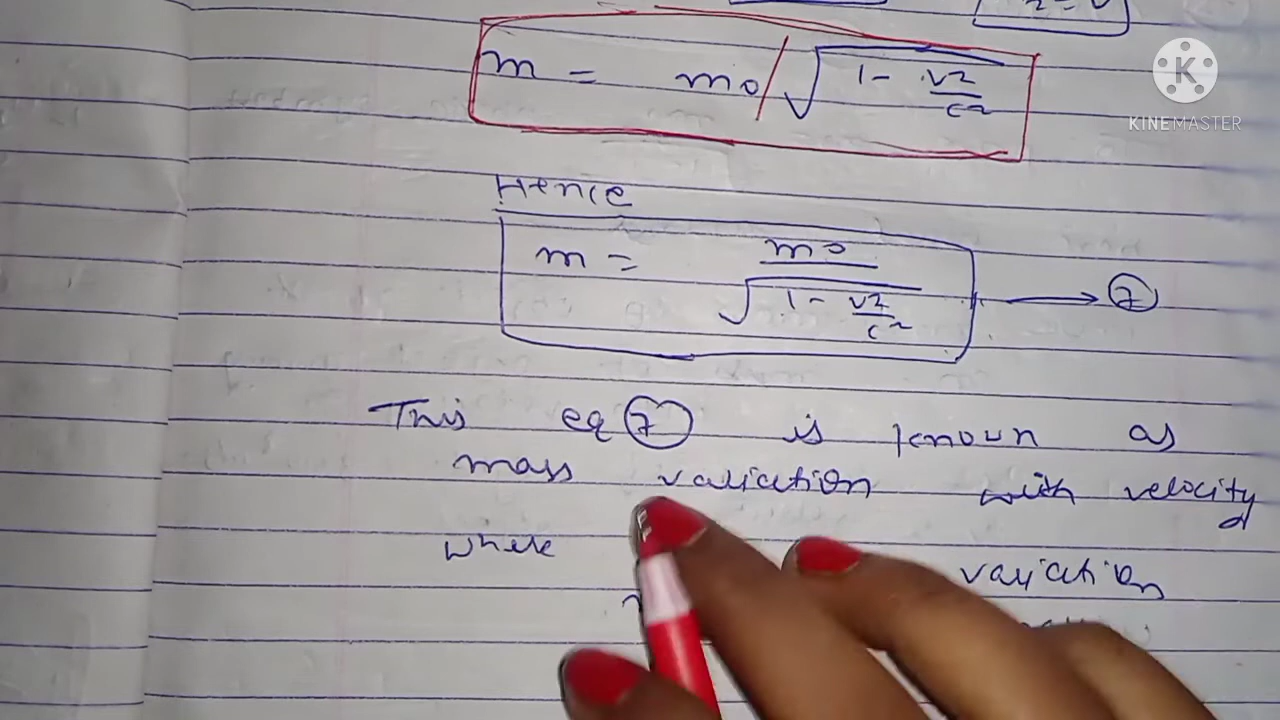 m = m0 / √1 - v2/c2
KINEMASTER
Hence
m = m0 / √1 - v2/c2 → 7
This eq 7 is known as
mass variation with velocity
or
where variation